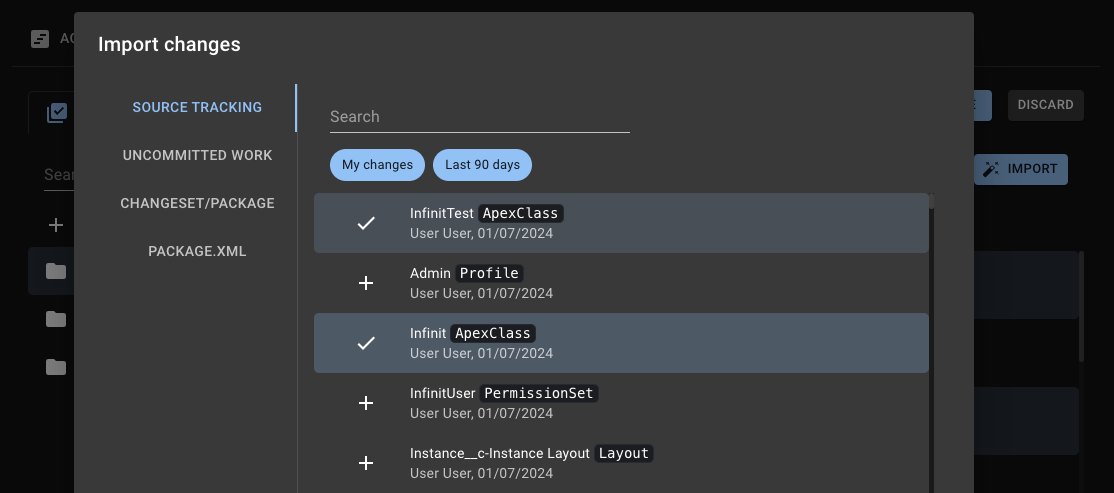 Import changes
SOURCE TRACKING
UNCOMMITTED WORK
CHANGESET/PACKAGE
PACKAGE.XML
Search
My changes
Last 90 days
InfinitTest ApexClass
User User, 01/07/2024
Admin Profile
User User, 01/07/2024
Infinit ApexClass
User User, 01/07/2024
InfinitUser PermissionSet
User User, 01/07/2024
Instance__c-Instance Layout Layout
User User, 01/07/2024
DISCARD
IMPORT